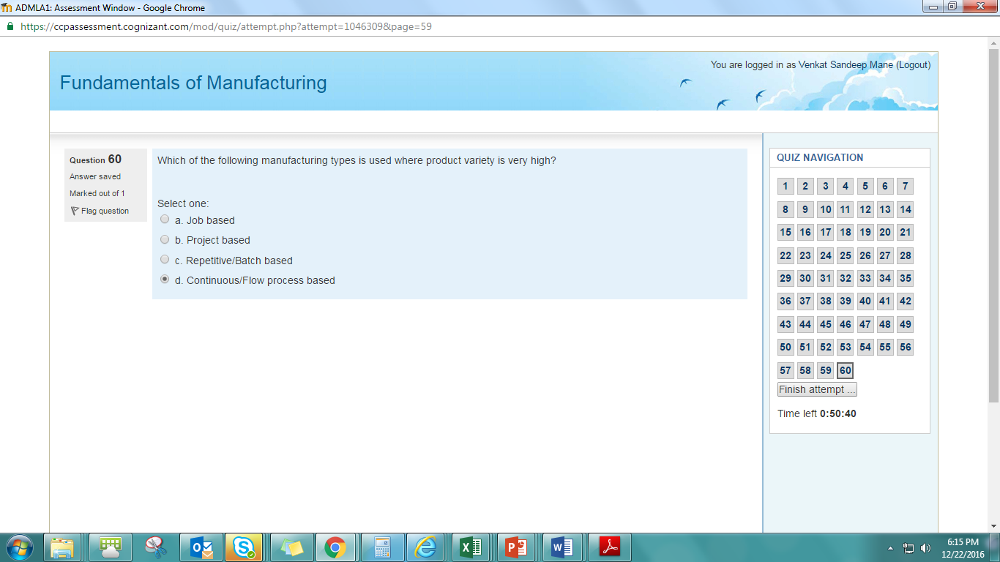 ADMLA1: Assessment Window - Google Chrome
https://ccpassessment.cognizant.com/mod/quiz/attempt.php?attempt=1046309&page=59
You are logged in as Venkat Sandeep Mane (Logout)
Fundamentals of Manufacturing
Question 60
Answer saved
Marked out of 1
Flag question
Which of the following manufacturing types is used where product variety is very high?
Select one:
a. Job based
b. Project based
c. Repetitive/Batch based
d. Continuous/Flow process based
QUIZ NAVIGATION
1 2 3 4 5 6 7
8 9 10 11 12 13 14
15 16 17 18 19 20 21
22 23 24 25 26 27 28
29 30 31 32 33 34 35
36 37 38 39 40 41 42
43 44 45 46 47 48 49
50 51 52 53 54 55 56
57 58 59 60
Finish attempt ...
Time left 0:50:40
6:15 PM
12/22/2016